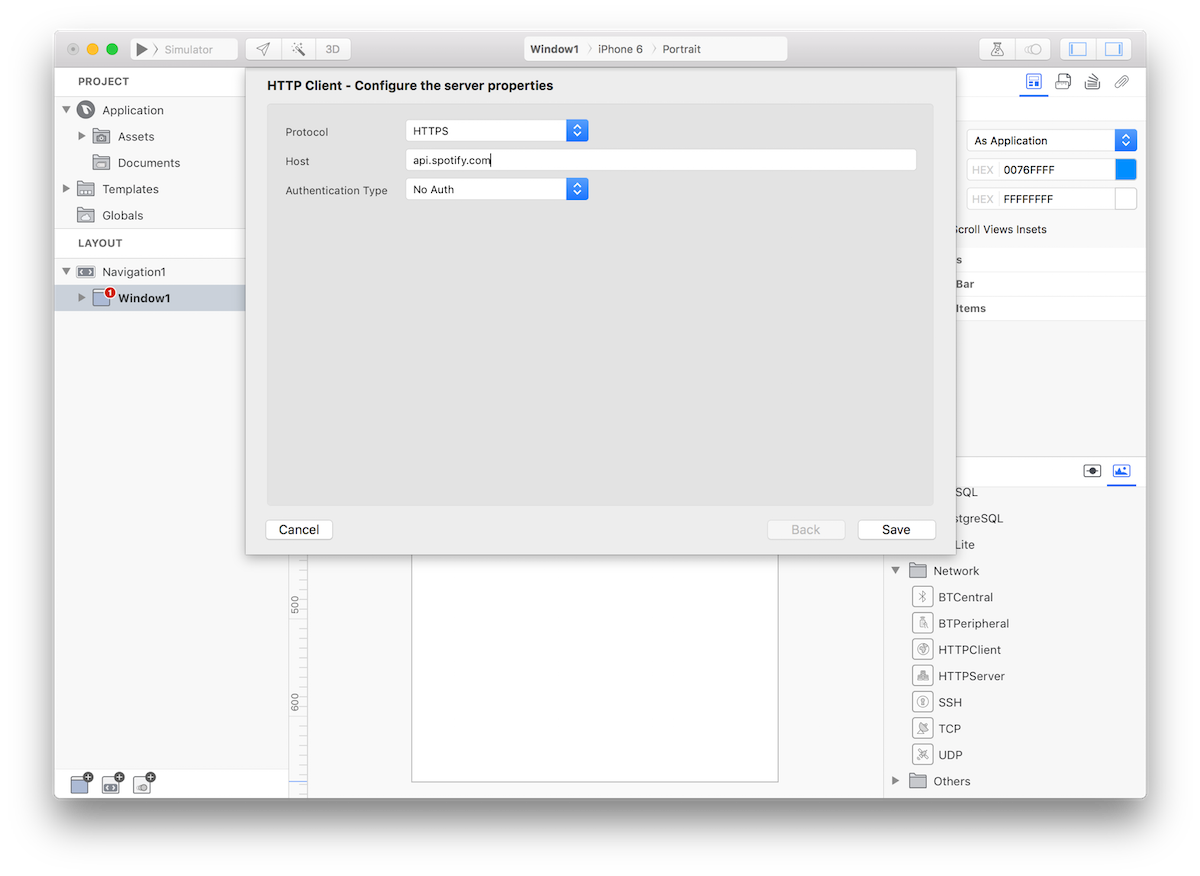 Simulator
3D
Window1 iPhone 6 Portrait
PROJECT
Application
Assets
Documents
Templates
Globals
LAYOUT
Navigation1
1
Window1
HTTP Client - Configure the server properties
Protocol HTTPS
Host api.spotify.com
Authentication Type No Auth
Cancel Back Save
As Application
HEX 0076FFFF
HEX FFFFFFFF
Scroll Views Insets
s
Bar
Items
SQL
stgreSQL
Lite
Network
BTCentral
BTPeripheral
HTTPClient
HTTPServer
SSH
TCP
UDP
Others
500
600